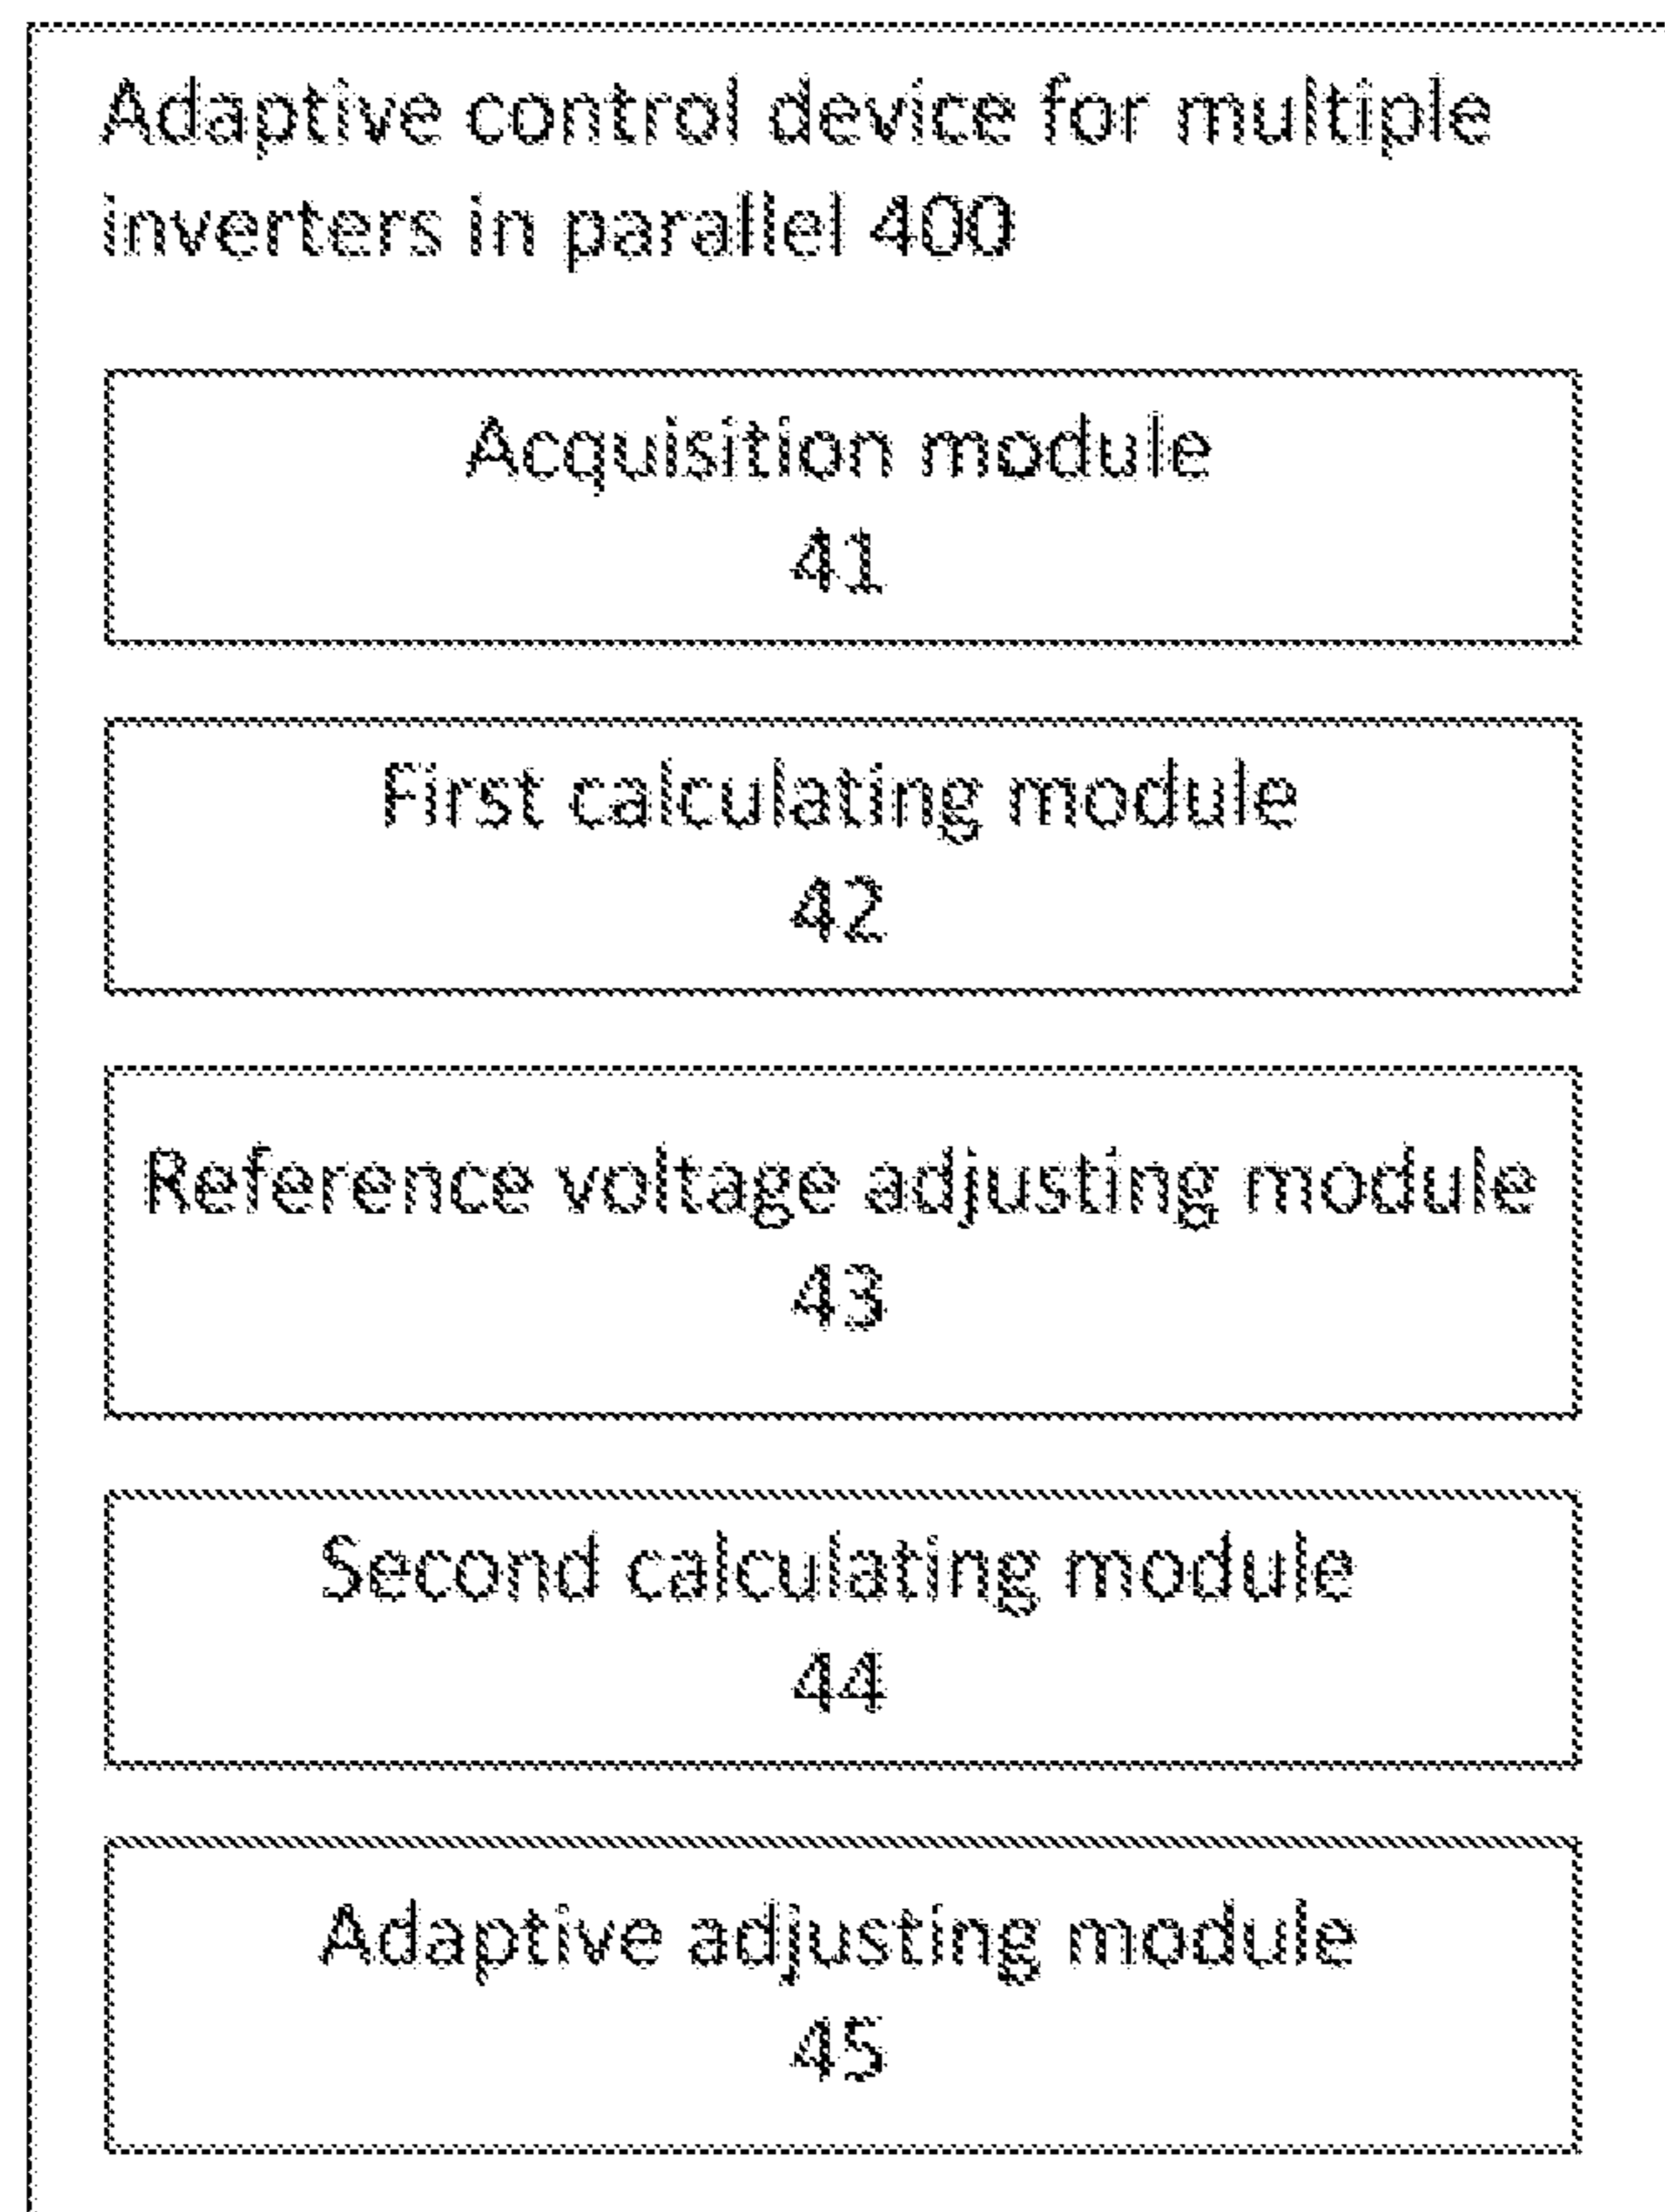 Adaptive control device for multiple
inverters in parallel 400
Acquisition module
41
First calculating module
42
Reference voltage adjusting module
43
Second calculating module
44
Adaptive adjusting module
45